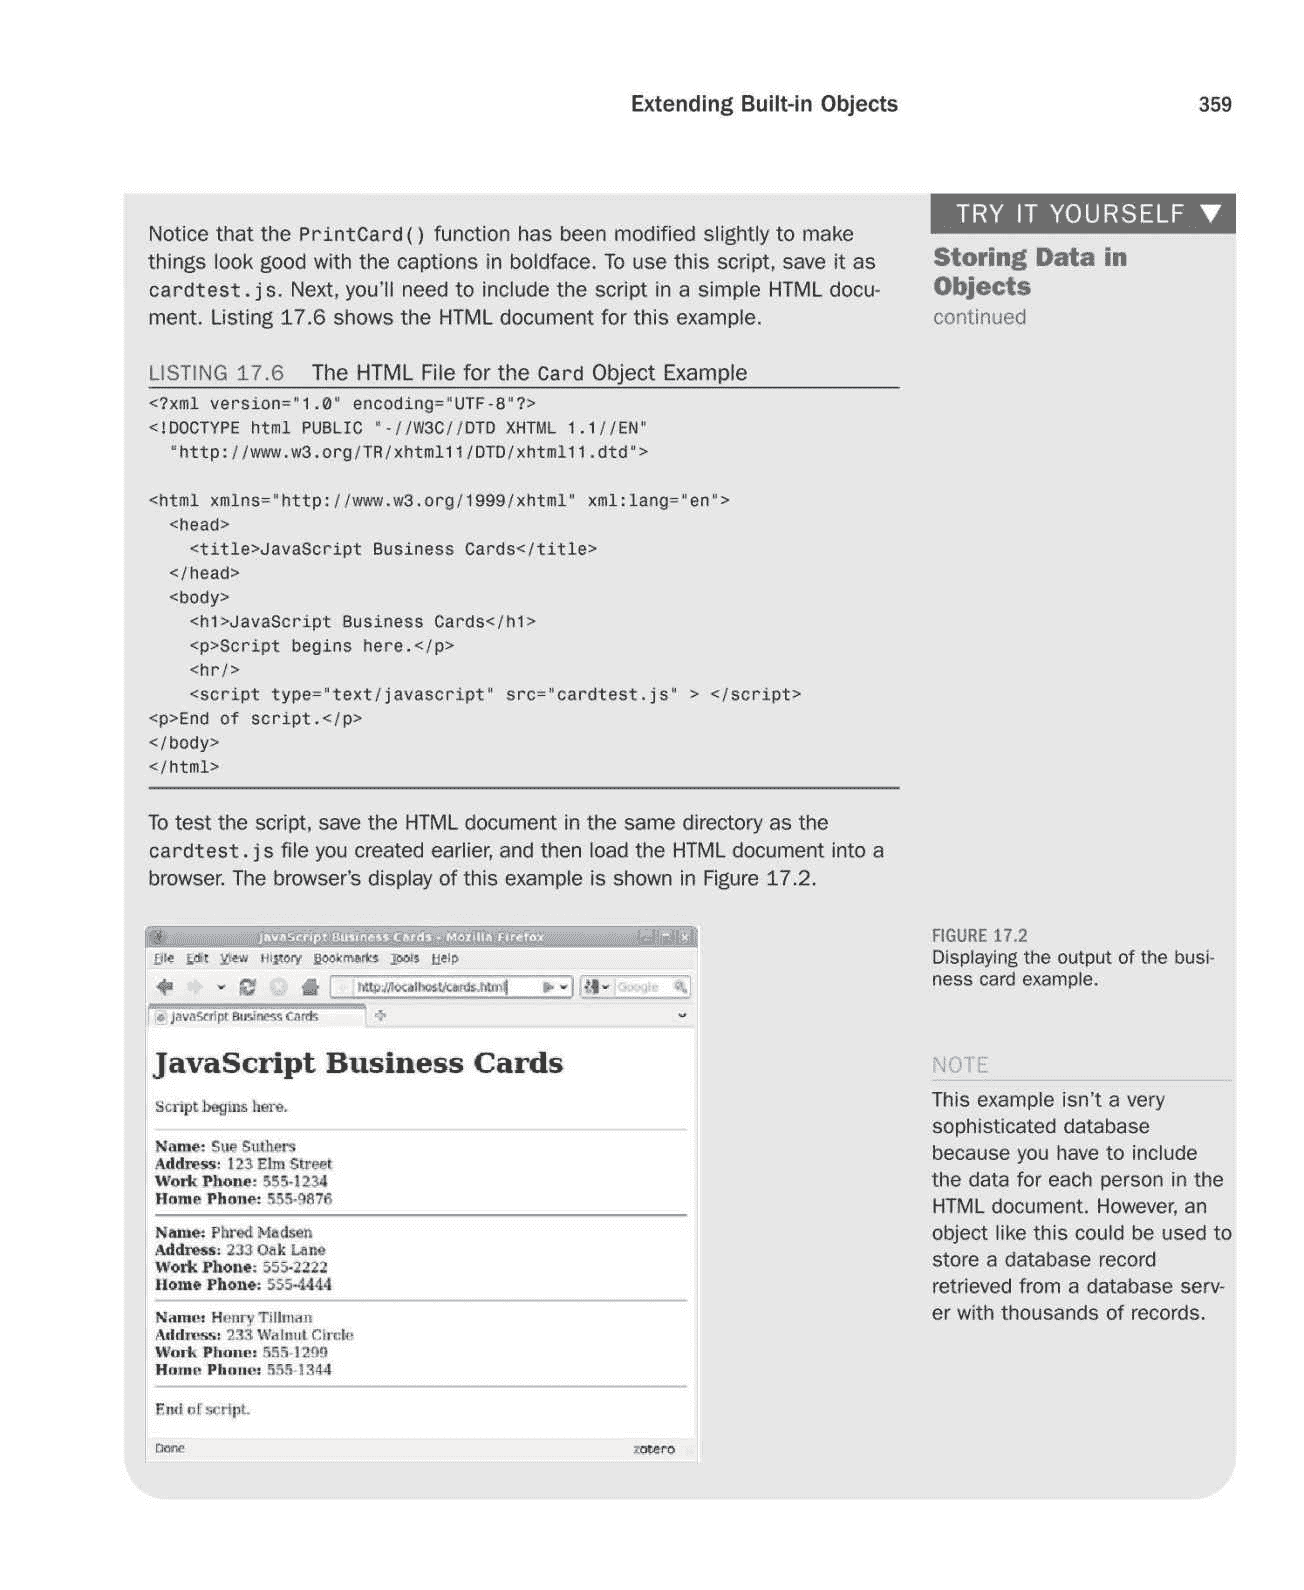 Extending Built-in Objects 359
TRY IT YOURSELF ▼
Storing Data in
Objects
continued
Notice that the PrintCard() function has been modified slightly to make
things look good with the captions in boldface. To use this script, save it as
cardtest.js. Next, you’ll need to include the script in a simple HTML docu-
ment. Listing 17.6 shows the HTML document for this example.
LISTING 17.6 The HTML File for the Card Object Example
<?xml version="1.0" encoding="UTF-8"?>
<!DOCTYPE html PUBLIC "-//W3C//DTD XHTML 1.1//EN"
"http://www.w3.org/TR/xhtml11/DTD/xhtml11.dtd">
<html xmlns="http://www.w3.org/1999/xhtml" xml:lang="en">
<head>
<title>JavaScript Business Cards</title>
</head>
<body>
<h1>JavaScript Business Cards</h1>
<p>Script begins here.</p>
<hr/>
<script type="text/javascript" src="cardtest.js" > </script>
<p>End of script.</p>
</body>
</html>
To test the script, save the HTML document in the same directory as the
cardtest.js file you created earlier, and then load the HTML document into a
browser. The browser’s display of this example is shown in Figure 17.2.
JavaScript Business Cards - Mozilla Firefox
File Edit View History Bookmarks Tools Help
http://localhost/cards.html Google
JavaScript Business Cards
JavaScript Business Cards
Script begins here.
Name: Sue Suthers
Address: 123 Elm Street
Work Phone: 555-1234
Home Phone: 555-9876
Name: Phred Madsen
Address: 233 Oak Lane
Work Phone: 555-2222
Home Phone: 555-4444
Name: Henry Tillman
Address: 233 Walnut Circle
Work Phone: 555-1299
Home Phone: 555-1344
End of script.
Done zotero
FIGURE 17.2
Displaying the output of the busi-
ness card example.
NOTE
This example isn’t a very
sophisticated database
because you have to include
the data for each person in the
HTML document. However, an
object like this could be used to
store a database record
retrieved from a database serv-
er with thousands of records.